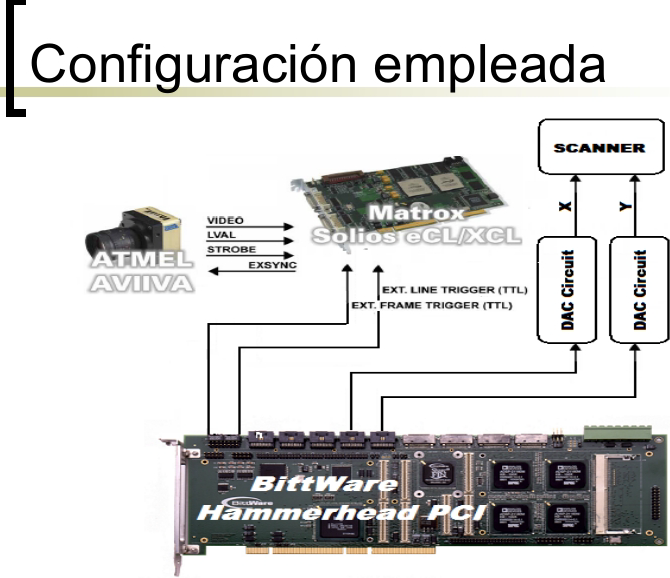 Configuración empleada
SCANNER
Matrox
Solios eCL/XCL
ATMEL
AVIIVA
VIDEO
LVAL
STROBE
EXSYNC
X
Y
EXT. LINE TRIGGER (TTL)
EXT. FRAME TRIGGER (TTL)
DAC Circuit
DAC Circuit
BittWare
BittWare
Hammerhead PCI